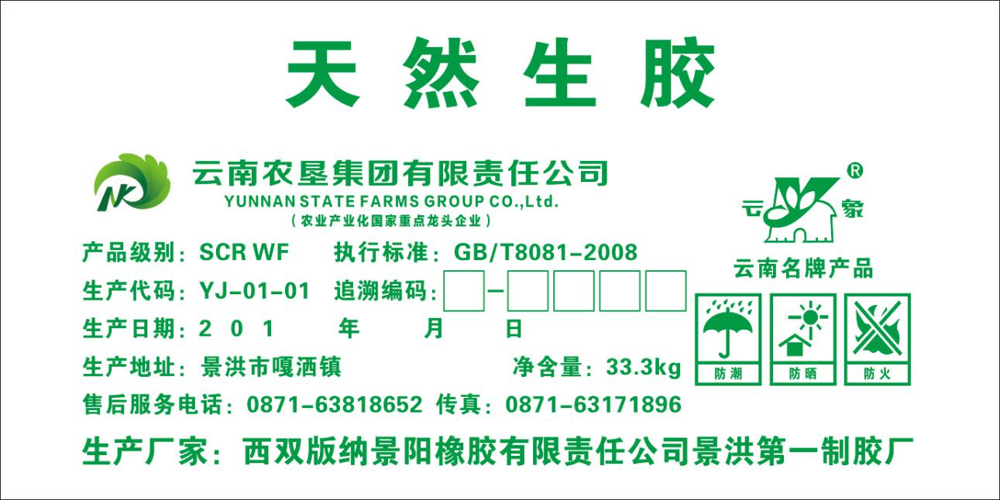 天然生胶
NK
云南农垦集团有限责任公司
YUNNAN STATE FARMS GROUP CO.,Ltd.
（农业产业化国家重点龙头企业）
云象®
云南名牌产品
产品级别：SCR WF 执行标准：GB/T8081-2008
生产代码：YJ-01-01 追溯编码：□-□□□□
生产日期：201 年 月 日
生产地址：景洪市嘎洒镇 净含量：33.3kg
防潮 防晒 防火
售后服务电话：0871-63818652 传真：0871-63171896
生产厂家：西双版纳景阳橡胶有限责任公司景洪第一制胶厂